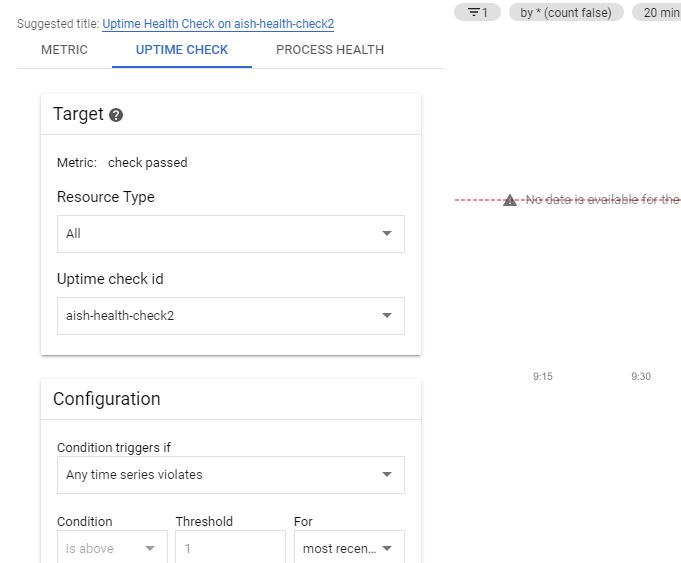 Suggested title: Uptime Health Check on aish-health-check2
METRIC UPTIME CHECK PROCESS HEALTH
1 by * (count false) 20 min
Target
Metric: check passed
Resource Type
All
Uptime check id
aish-health-check2
No data is available for the
9:15 9:30
Configuration
Condition triggers if
Any time series violates
Condition Threshold For
is above 1 most recen...